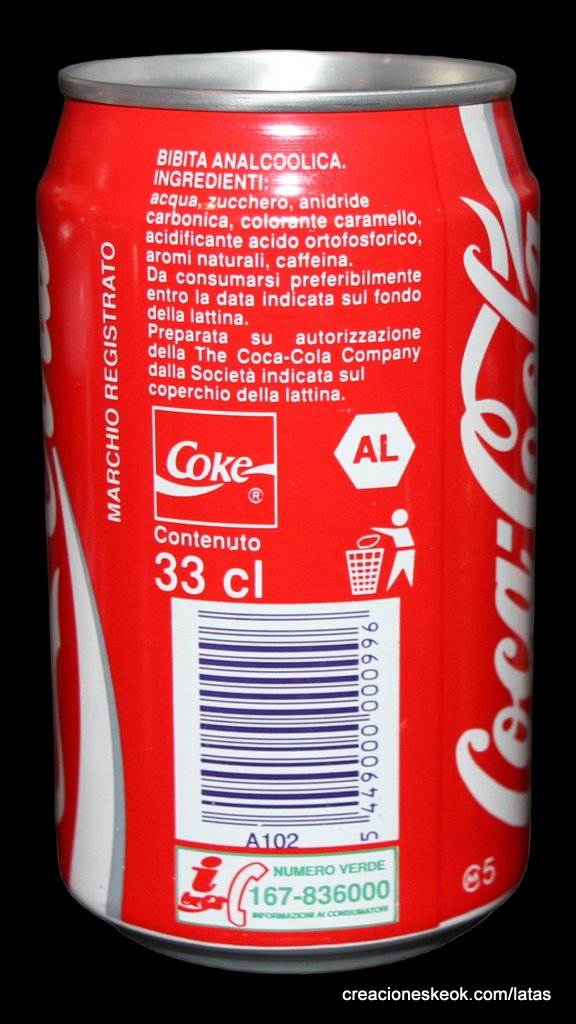 BIBITA ANALCOOLICA.
INGREDIENTI:
acqua, zucchero, anidride
carbonica, colorante caramello,
acidificante acido ortofosforico,
aromi naturali, caffeina.
Da consumarsi preferibilmente
entro la data indicata sul fondo
della lattina.
Preparata su autorizzazione
della The Coca-Cola Company
dalla Società indicata sul
coperchio della lattina.
MARCHIO REGISTRATO
Coke
®
AL
Contenuto
33 cl
5 449000 000996
A102
NUMERO VERDE
167-836000
INFORMAZIONI AI CONSUMATORI
Coca-Cola
M 5
creacioneskeok.com/latas